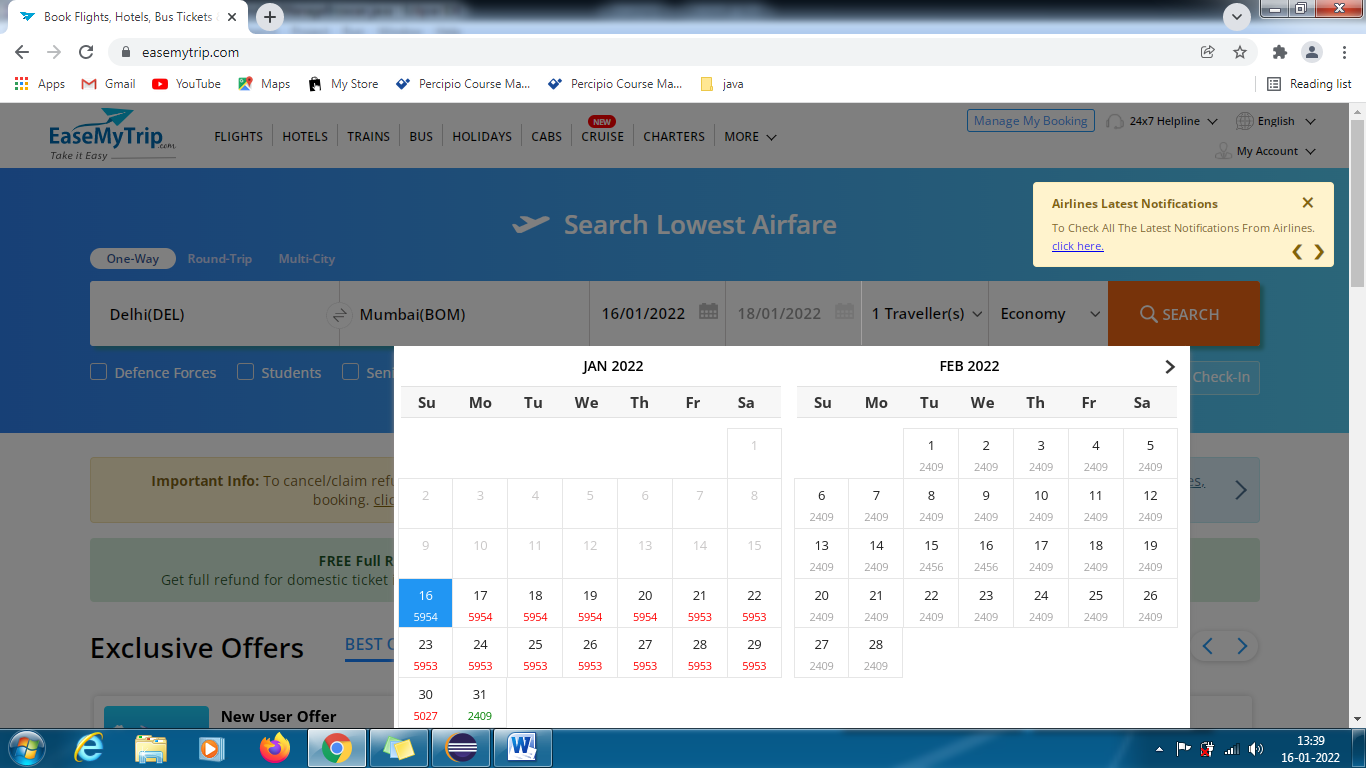 Book Flights, Hotels, Bus Tickets
easemytrip.com
Apps
Gmail
YouTube
Maps
My Store
Percipio Course Ma...
Percipio Course Ma...
java
Reading list
EaseMyTrip.com
Take it Easy
FLIGHTS
HOTELS
TRAINS
BUS
HOLIDAYS
CABS
NEW
CRUISE
CHARTERS
MORE
Manage My Booking
24x7 Helpline
English
My Account
Airlines Latest Notifications
To Check All The Latest Notifications From Airlines.
click here.
Search Lowest Airfare
One-Way
Round-Trip
Multi-City
Delhi(DEL)
Mumbai(BOM)
16/01/2022
18/01/2022
1 Traveller(s)
Economy
SEARCH
Defence Forces
Students
Check-In
JAN 2022
Su Mo Tu We Th Fr Sa
1
2 3 4 5 6 7 8
9 10 11 12 13 14 15
16 17 18 19 20 21 22
5954 5954 5954 5954 5954 5953 5953
23 24 25 26 27 28 29
5953 5953 5953 5953 5953 5953 5953
30 31
5027 2409
FEB 2022
Su Mo Tu We Th Fr Sa
1 2 3 4 5
2409 2409 2409 2409 2409
6 7 8 9 10 11 12
2409 2409 2409 2409 2409 2409 2409
13 14 15 16 17 18 19
2409 2409 2456 2456 2409 2409 2409
20 21 22 23 24 25 26
2409 2409 2409 2409 2409 2409 2409
27 28
2409 2409
Important Info: To cancel/claim
booking.
FREE Full
Get full refund for domestic ticket
Exclusive Offers
BEST
New User Offer
13:39
16-01-2022